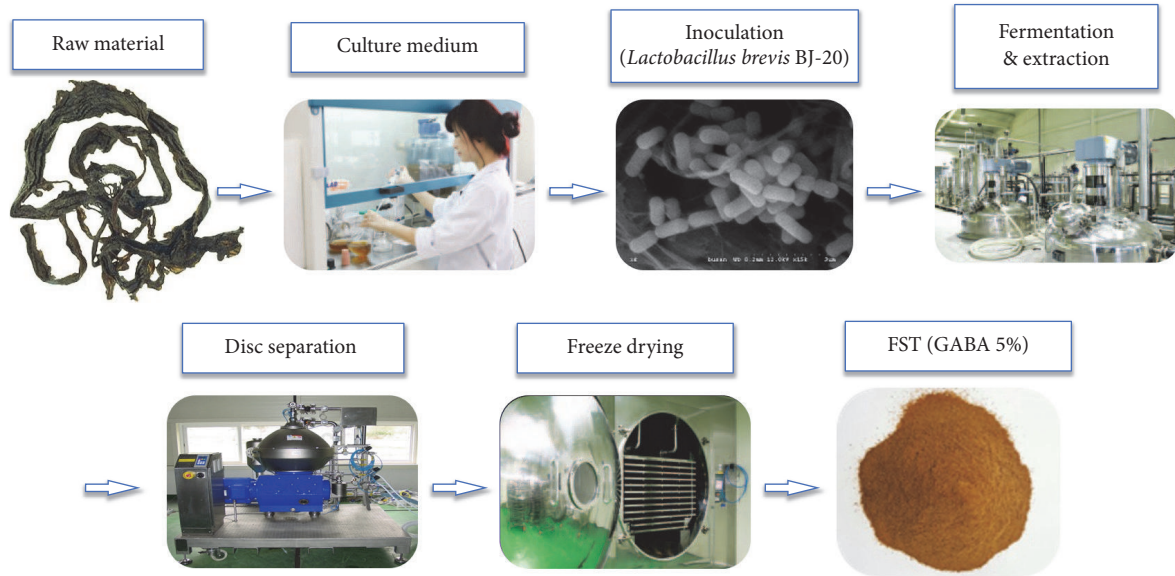 Raw material
Culture medium
Inoculation
(Lactobacillus brevis BJ-20)
Fermentation
& extraction
Disc separation
Freeze drying
FST (GABA 5%)